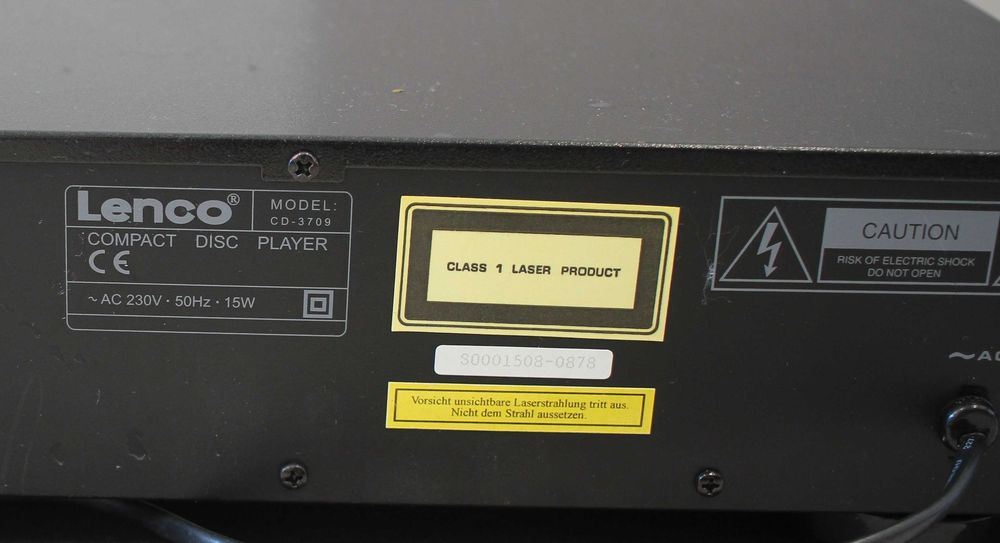 Lenco®
MODEL:
CD-3709
COMPACT DISC PLAYER
CE
~ AC 230V · 50Hz · 15W
CLASS 1 LASER PRODUCT
S0001508-0878
Vorsicht unsichtbare Laserstrahlung tritt aus.
Nicht dem Strahl aussetzen.
CAUTION
RISK OF ELECTRIC SHOCK
DO NOT OPEN
~AC